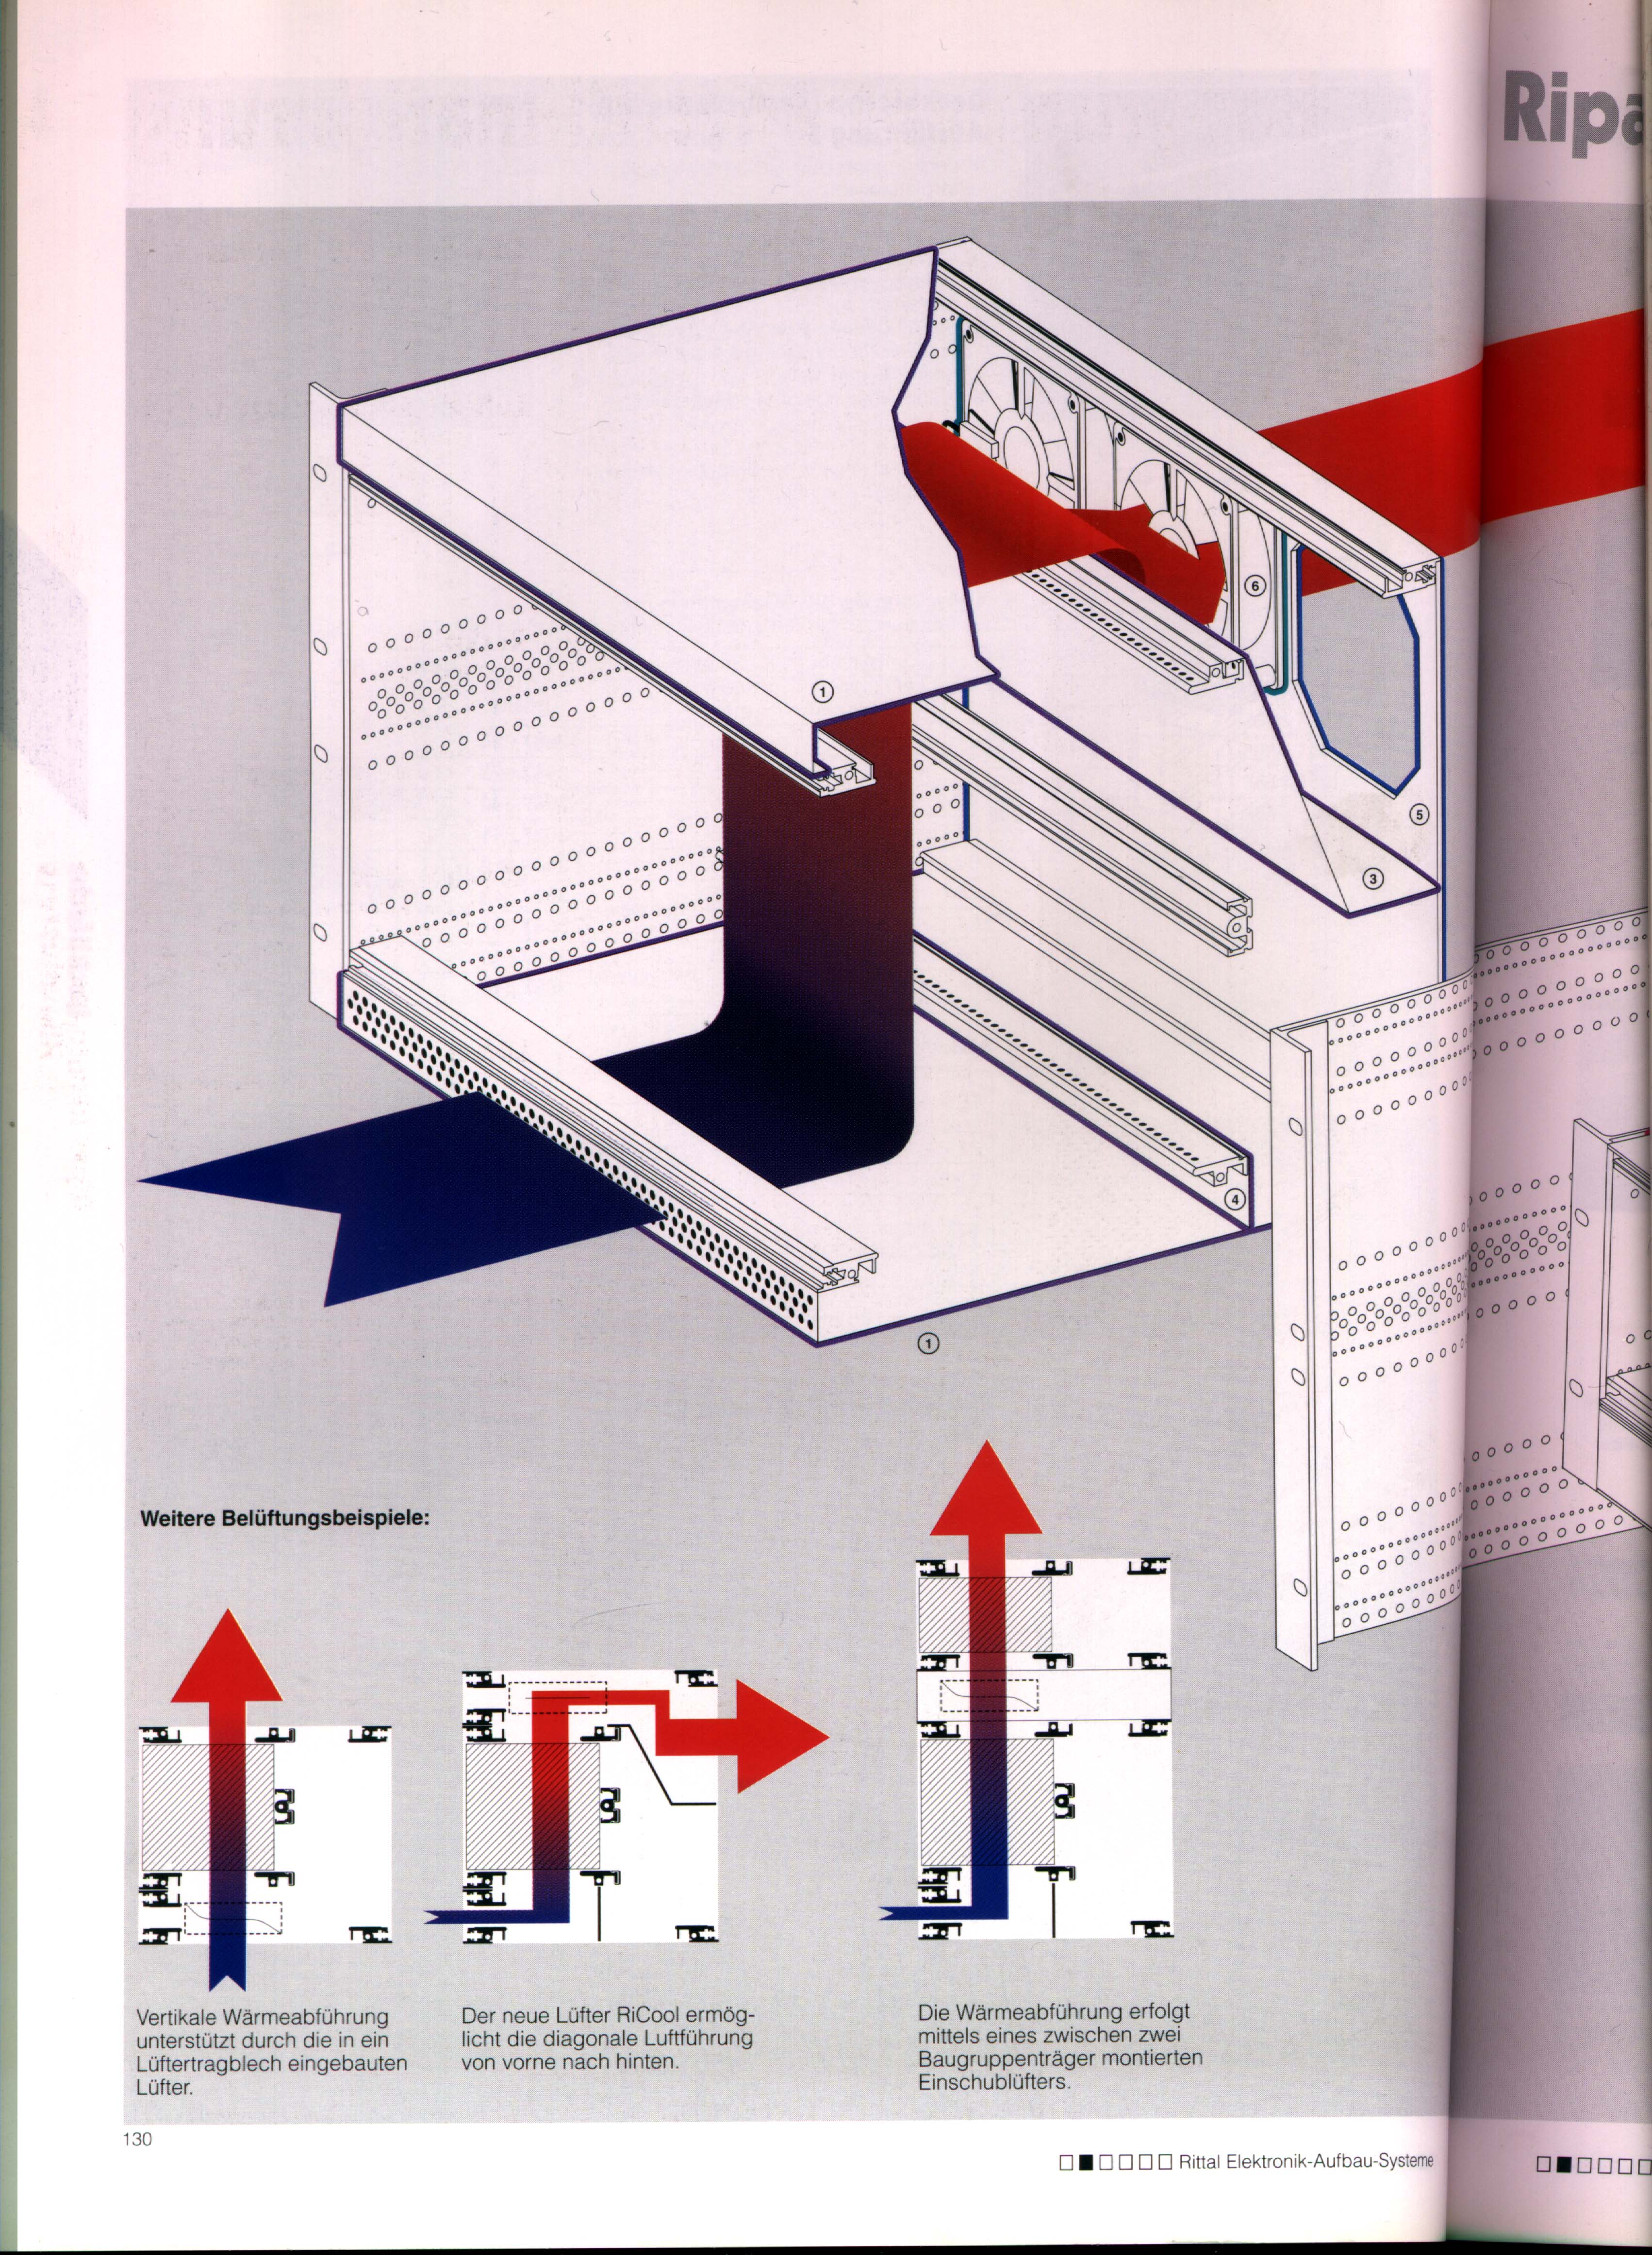 6
1
5
3
4
1
Weitere Belüftungsbeispiele:
Vertikale Wärmeabführung
unterstützt durch die in ein
Lüftertragblech eingebauten
Lüfter.
Der neue Lüfter RiCool ermög-
licht die diagonale Luftführung
von vorne nach hinten.
Die Wärmeabführung erfolgt
mittels eines zwischen zwei
Baugruppenträger montierten
Einschublüfters.
130
Rittal Elektronik-Aufbau-Systeme